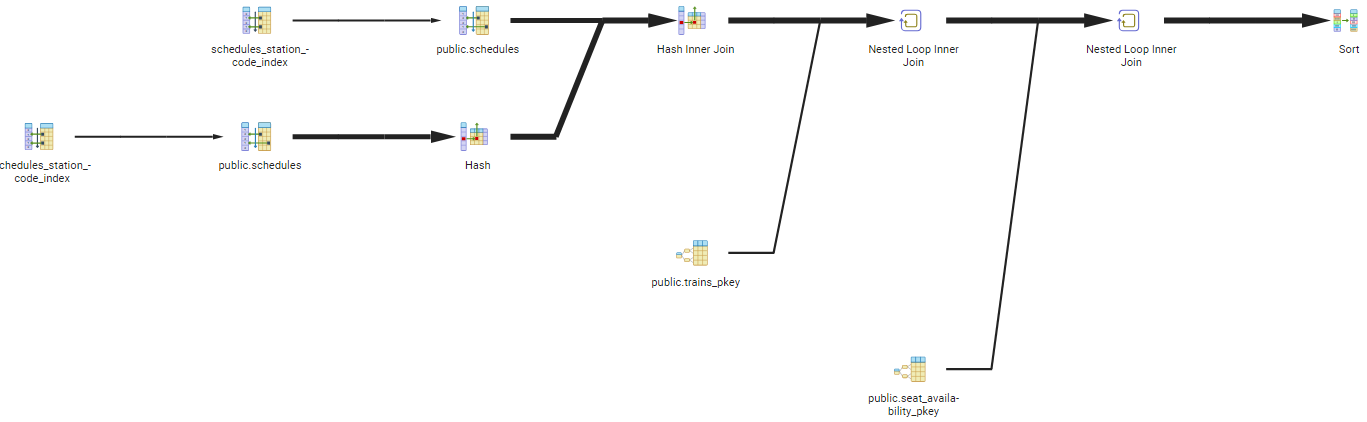 schedules_station_-
code_index
public.schedules
Hash Inner Join
Nested Loop Inner
Join
Nested Loop Inner
Join
Sort
chedules_station_-
code_index
public.schedules
Hash
public.trains_pkey
public.seat_availa-
bility_pkey